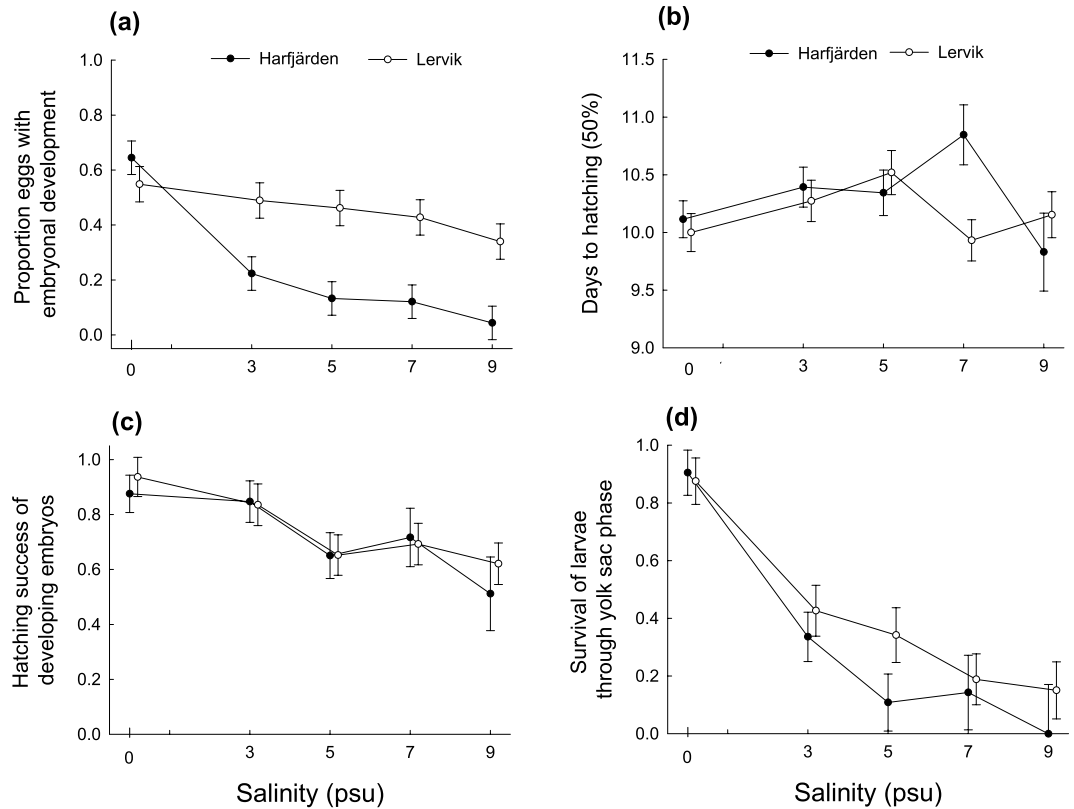 (a)
Harfjärden
Lervik
1.0
0.8
0.6
0.4
0.2
0.0
Proportion eggs with
embryonal development
0
3
5
7
9
(b)
Harfjärden
Lervik
11.5
11.0
10.5
10.0
9.5
9.0
Days to hatching (50%)
0
3
5
7
9
(c)
1.0
0.8
0.6
0.4
0.2
0.0
Hatching success of
developing embryos
0
3
5
7
9
Salinity (psu)
(d)
1.0
0.8
0.6
0.4
0.2
0.0
Survival of larvae
through yolk sac phase
0
3
5
7
9
Salinity (psu)